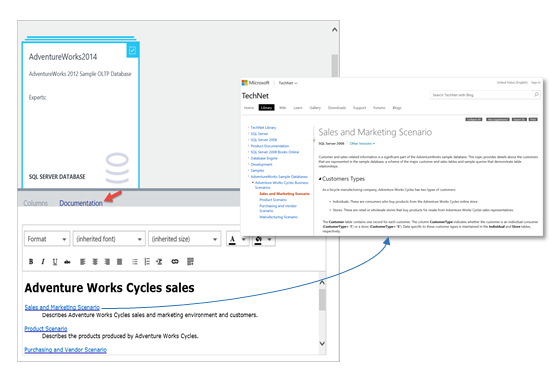 AdventureWorks2014
AdventureWorks 2012 Sample OLTP Database
Experts:
SQL SERVER DATABASE
Columns
Documentation
Format
(inherited font)
(inherited size)
A
B I U abc
Adventure Works Cycles sales
Sales and Marketing Scenario
Describes Adventure Works Cycles sales and marketing environment and customers.
Product Scenario
Describes the products produced by Adventure Works Cycles.
Purchasing and Vendor Scenario
Microsoft
TechNet
United States (English)
Sign in
TechNet
Search TechNet with Bing
Home
Library
Wiki
Learn
Gallery
Downloads
Support
Forums
Blogs
TechNet Library
SQL Server
SQL Server 2008
Product Documentation
SQL Server 2008 Books Online
Database Engine
Development
Samples
AdventureWorks Sample Databases
Adventure Works Cycles Business
Scenarios
Sales and Marketing Scenario
Product Scenario
Purchasing and Vendor
Scenario
Manufacturing Scenario
Sales and Marketing Scenario
SQL Server 2008
Other Versions
Customer and sales-related information is a significant part of the AdventureWorks sample database. This topic provides details about the customers
that are represented in the sample database, a schema of the major customer and sales tables and sample queries that demonstrate table
relationships.
Customers Types
As a bicycle manufacturing company, Adventure Works Cycles has two types of customers:
Individuals. These are consumers who buy products from the Adventure Works Cycles online store.
Stores. These are retail or wholesale stores that buy products for resale from Adventure Works Cycles sales representatives.
The Customer table contains one record for each customer. The column CustomerType indicates whether the customer is an individual consumer
(CustomerType= 'I') or a store (CustomerType= 'S'). Data specific to these customer types is maintained in the Individual and Store tables,
respectively.